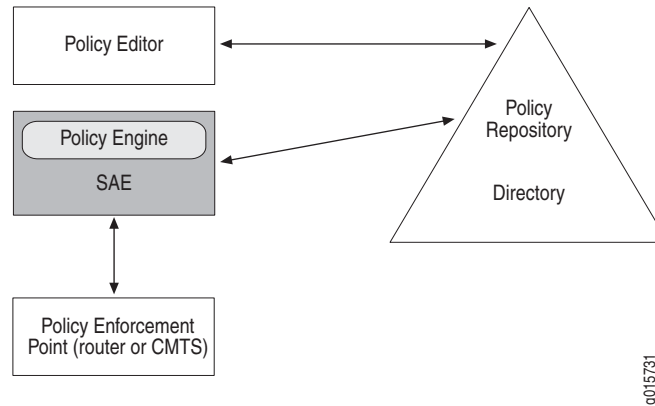 Policy Editor
Policy Engine
SAE
Policy Enforcement
Point (router or CMTS)
Policy
Repository
Directory
g015731